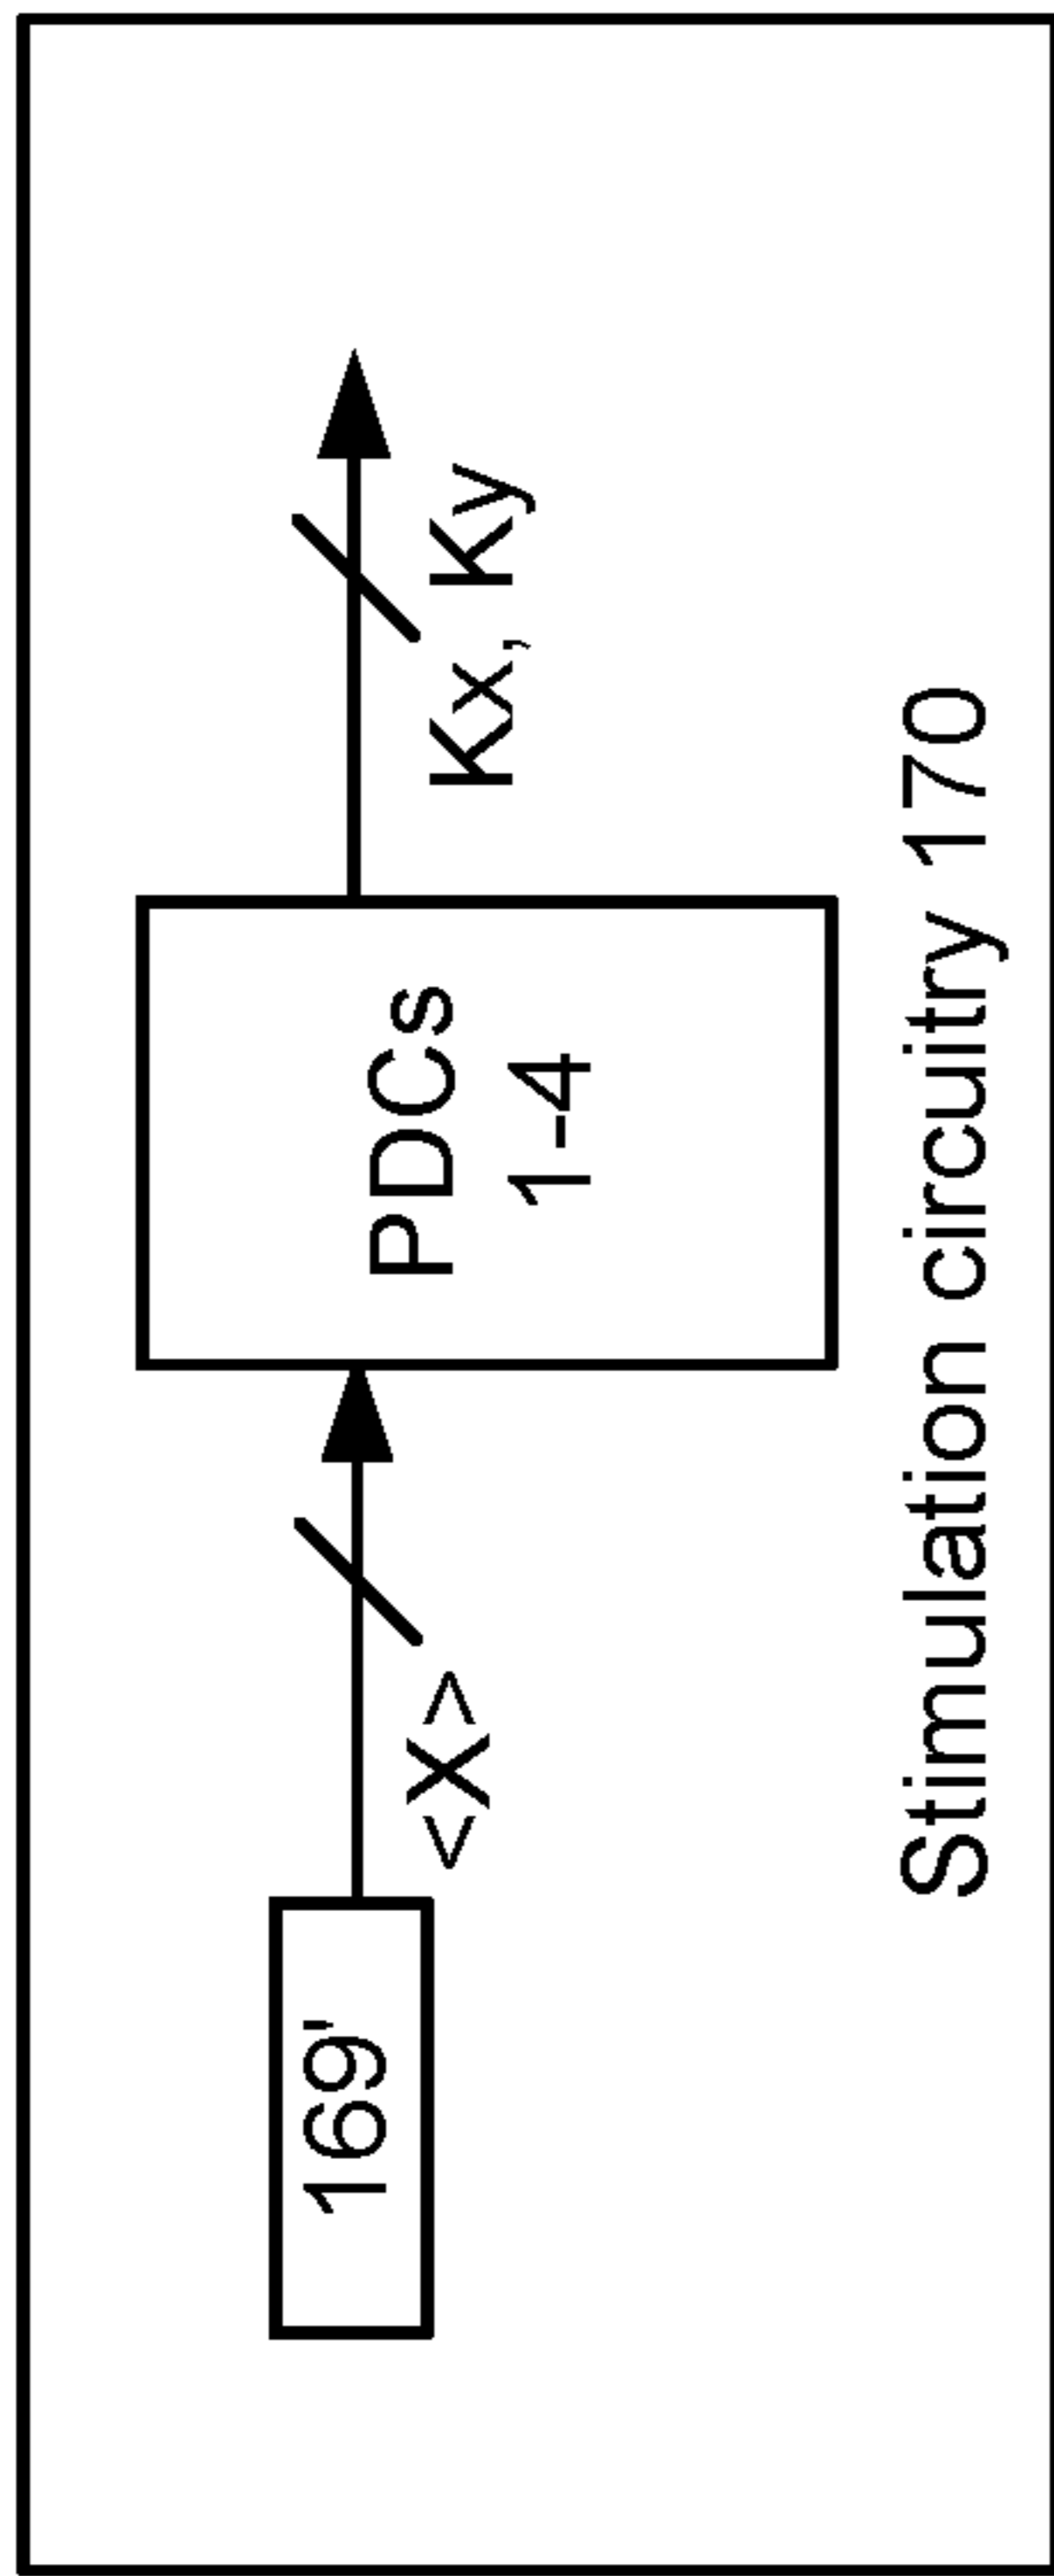 169'
<X>
PDCs
1-4
Kx, Ky
Stimulation circuitry 170